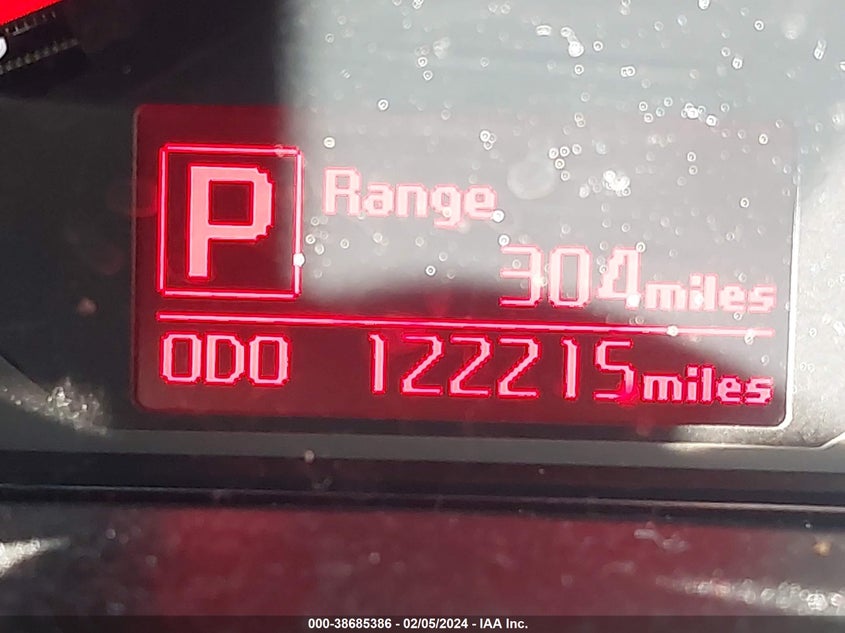 P
Range
304miles
ODO 122215miles
000-38685386 - 02/05/2024 - IAA Inc.